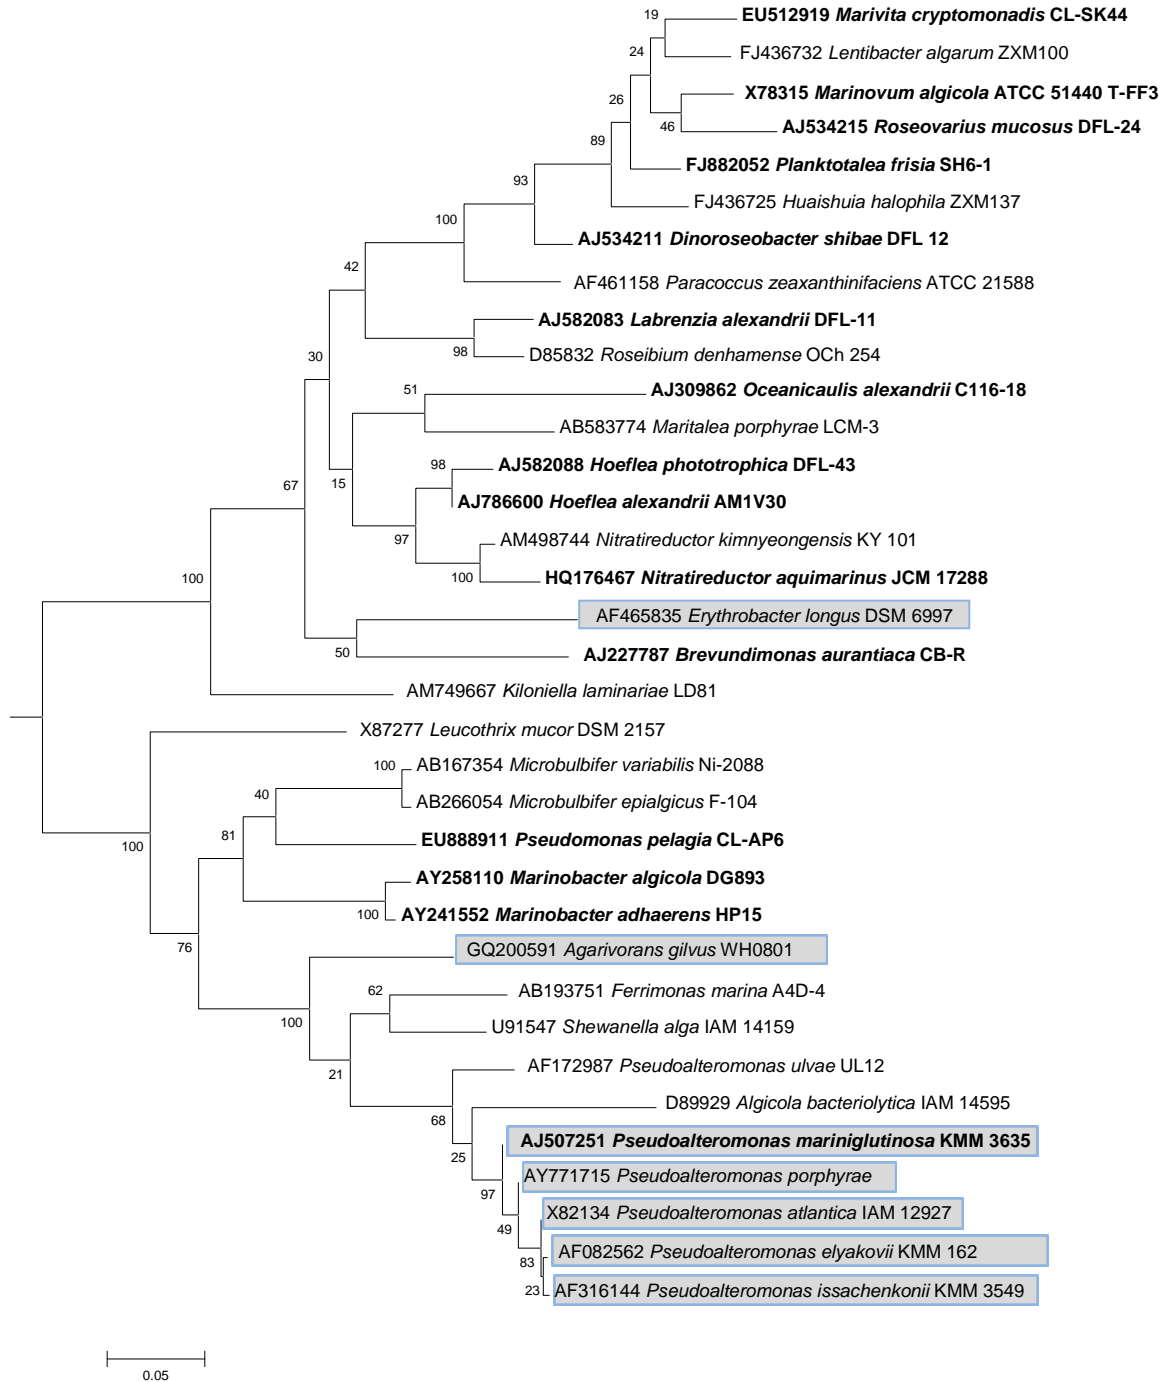 19
EU512919 Marivita cryptomonadis CL-SK44
24
FJ436732 Lentibacter algarum ZXM100
26
X78315 Marinovum algicola ATCC 51440 T-FF3
46
AJ534215 Roseovarius mucosus DFL-24
89
FJ882052 Planktotalea frisia SH6-1
93
FJ436725 Huaishuia halophila ZXM137
100
AJ534211 Dinoroseobacter shibae DFL 12
42
AF461158 Paracoccus zeaxanthinifaciens ATCC 21588
AJ582083 Labrenzia alexandrii DFL-11
98
D85832 Roseibium denhamense OCh 254
30
51
AJ309862 Oceanicaulis alexandrii C116-18
AB583774 Maritalea porphyrae LCM-3
98
AJ582088 Hoeflea phototrophica DFL-43
67
15
AJ786600 Hoeflea alexandrii AM1V30
97
AM498744 Nitratireductor kimnyeongensis KY 101
100
100
HQ176467 Nitratireductor aquimarinus JCM 17288
AF465835 Erythrobacter longus DSM 6997
50
AJ227787 Brevundimonas aurantiaca CB-R
AM749667 Kiloniella laminariae LD81
X87277 Leucothrix mucor DSM 2157
100
AB167354 Microbulbifer variabilis Ni-2088
40
AB266054 Microbulbifer epialgicus F-104
81
100
EU888911 Pseudomonas pelagia CL-AP6
AY258110 Marinobacter algicola DG893
100
AY241552 Marinobacter adhaerens HP15
76
GQ200591 Agarivorans gilvus WH0801
62
AB193751 Ferrimonas marina A4D-4
100
U91547 Shewanella alga IAM 14159
21
AF172987 Pseudoalteromonas ulvae UL12
68
D89929 Algicola bacteriolytica IAM 14595
AJ507251 Pseudoalteromonas mariniglutinosa KMM 3635
25
AY771715 Pseudoalteromonas porphyrae
97
X82134 Pseudoalteromonas atlantica IAM 12927
49
AF082562 Pseudoalteromonas elyakovii KMM 162
83
AF316144 Pseudoalteromonas issachenkonii KMM 3549
23
0.05